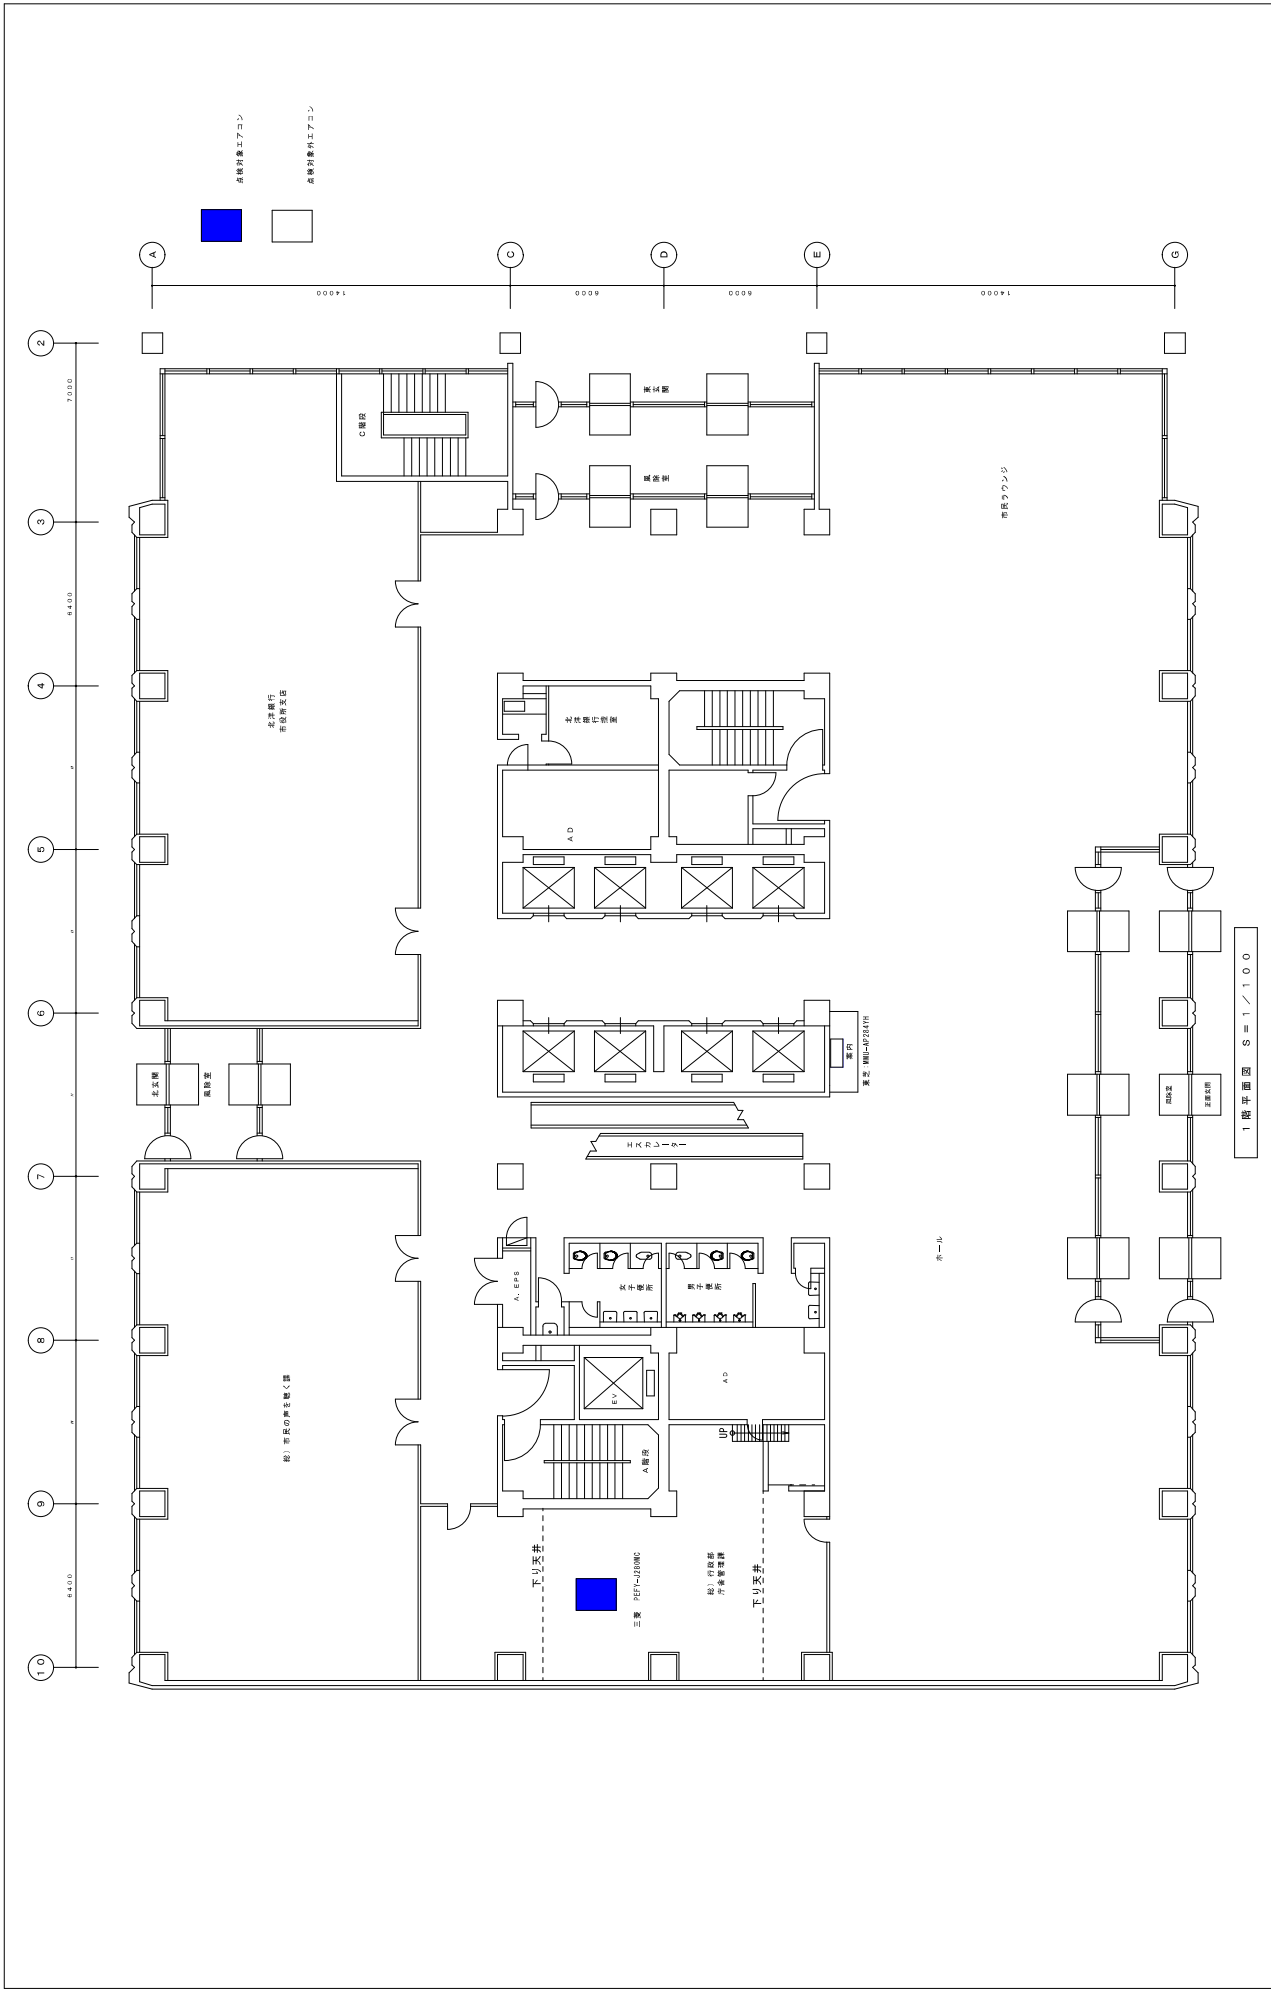 点検対象エアコン
点検対象外エアコン
A
C
D
E
G
14000
6000
6000
14000
2
3
4
5
6
7
8
9
10
7000
6400
〃
〃
〃
〃
〃
6400
C階段
東玄関
風除室
市民ラウンジ
北洋銀行
市役所支店
北洋銀行控室
AD
北玄関
風除室
案内
東芝 MMU-AP284YH
エスカレーター
風除室
正面玄関
1階平面図 S=1/100
ホール
A.EPS
女子便所
男子便所
EV
AD
UP
A階段
総)市民の声を聴く課
下り天井
三菱 PEFY-J280MC
総)行政部
庁舎管理課
下り天井